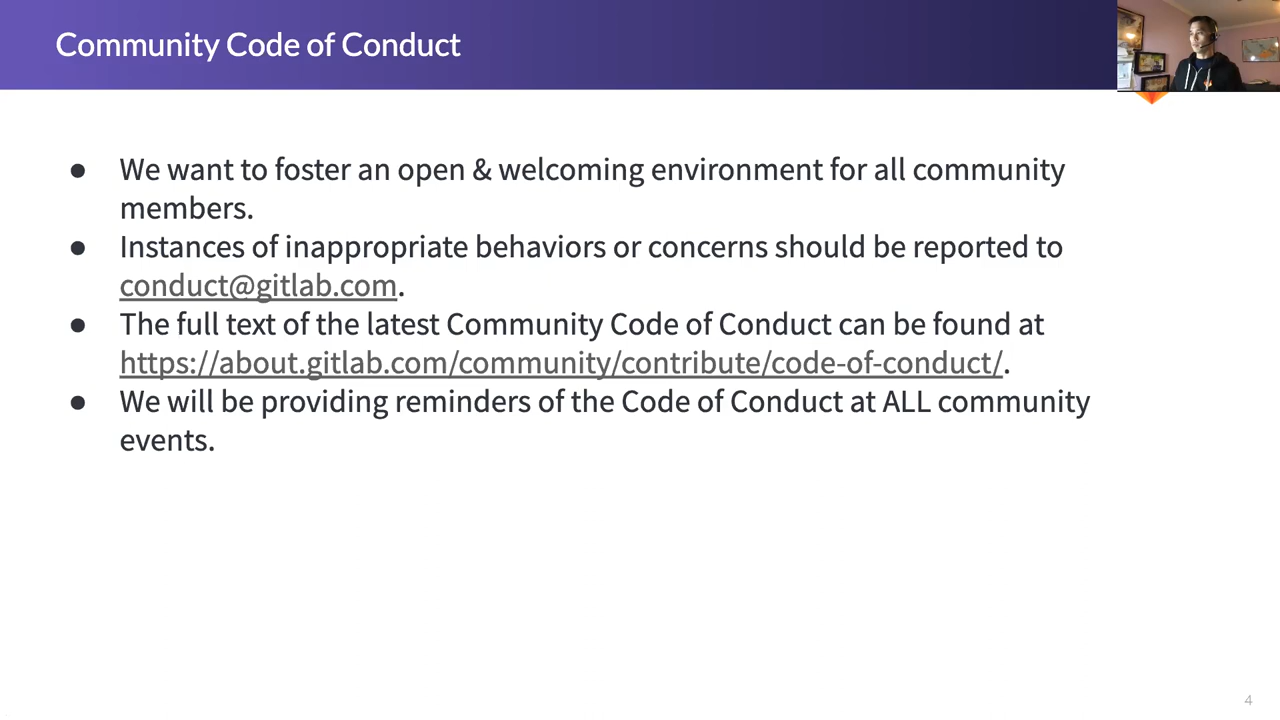 Community Code of Conduct
● We want to foster an open & welcoming environment for all community
members.
● Instances of inappropriate behaviors or concerns should be reported to
conduct@gitlab.com.
● The full text of the latest Community Code of Conduct can be found at
https://about.gitlab.com/community/contribute/code-of-conduct/.
● We will be providing reminders of the Code of Conduct at ALL community
events.
4